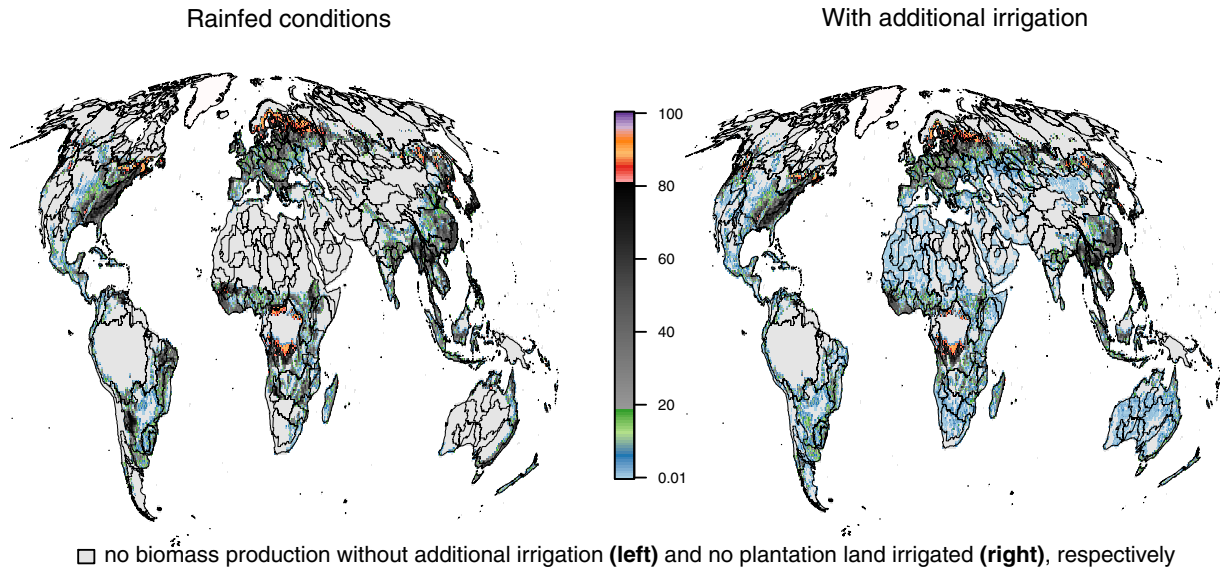 Rainfed conditions
With additional irrigation
100
80
60
40
20
0.01
no biomass production without additional irrigation (left) and no plantation land irrigated (right), respectively